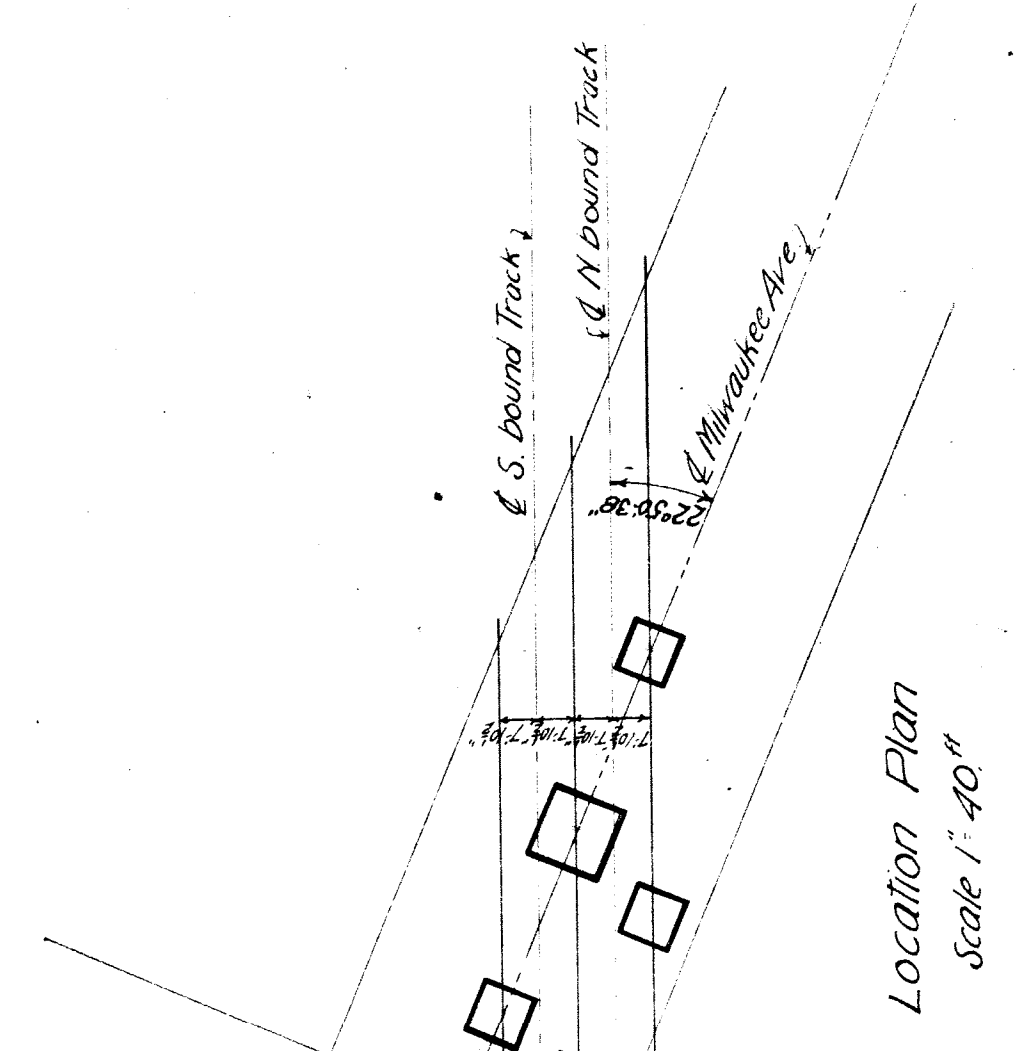 ℄ S. bound Track
℄ N. bound Track
℄ Milwaukee Ave.
22°50'38"
7'-10½" 7'-10½" 7'-10½" 7'-10½"
Location Plan
Scale 1" = 40 ft.